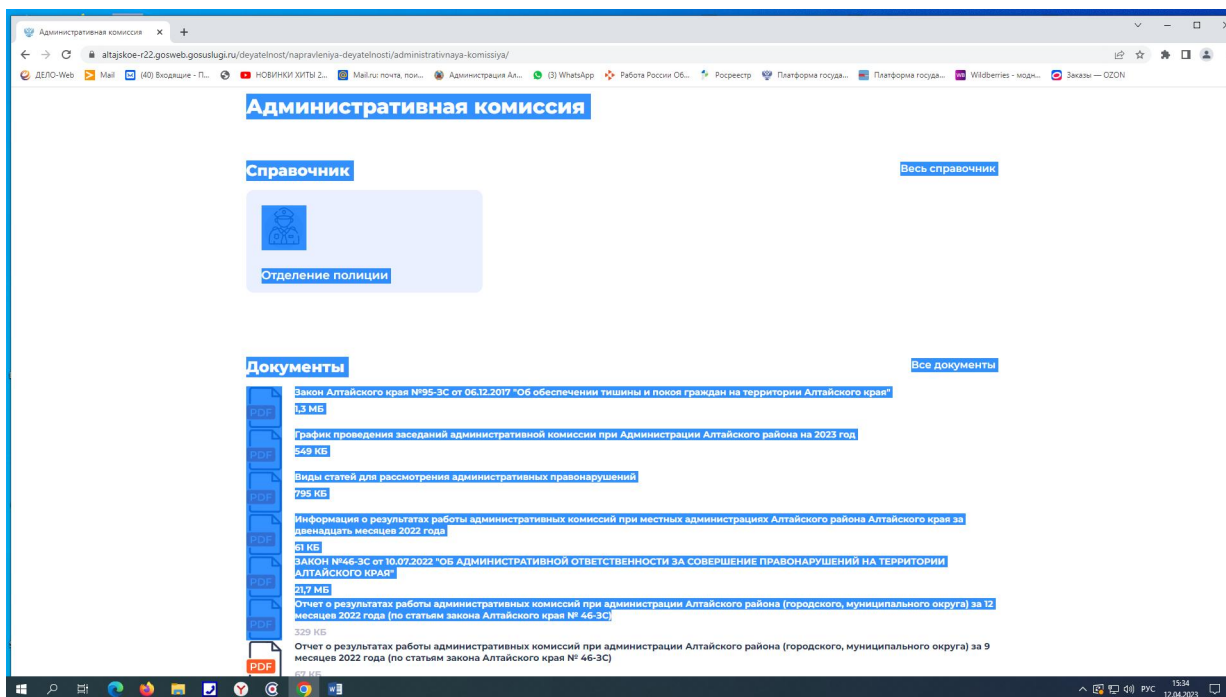 Административная комиссия
altajskoe-r22.gosweb.gosuslugi.ru/deyatelnost/napravleniya-deyatelnosti/administrativnaya-komissiya/
ДЕЛО-Web Mail (40) Входящие - П... НОВИНКИ ХИТЫ 2... Mail.ru: почта, пои... Администрация Ал... (3) WhatsApp Работа России Об... Росреестр Платформа госуда... Платформа госуда... WB Wildberries - модн... Заказы — OZON
Административная комиссия
Справочник Весь справочник
Отделение полиции
Документы Все документы
PDF Закон Алтайского края №95-ЗС от 06.12.2017 "Об обеспечении тишины и покоя граждан на территории Алтайского края"
1,3 МБ
PDF График проведения заседаний административной комиссии при Администрации Алтайского района на 2023 год
549 КБ
PDF Виды статей для рассмотрения административных правонарушений
795 КБ
PDF Информация о результатах работы административных комиссий при местных администрациях Алтайского района Алтайского края за
двенадцать месяцев 2022 года
61 КБ
PDF ЗАКОН №46-ЗС от 10.07.2022 "ОБ АДМИНИСТРАТИВНОЙ ОТВЕТСТВЕННОСТИ ЗА СОВЕРШЕНИЕ ПРАВОНАРУШЕНИЙ НА ТЕРРИТОРИИ
АЛТАЙСКОГО КРАЯ"
21,7 МБ
PDF Отчет о результатах работы административных комиссий при администрации Алтайского района (городского, муниципального округа) за 12
месяцев 2022 года (по статьям закона Алтайского края № 46-ЗС)
329 КБ
PDF Отчет о результатах работы административных комиссий при администрации Алтайского района (городского, муниципального округа) за 9
месяцев 2022 года (по статьям закона Алтайского края № 46-ЗС)
67 КБ
РУС 15:34
12.04.2023